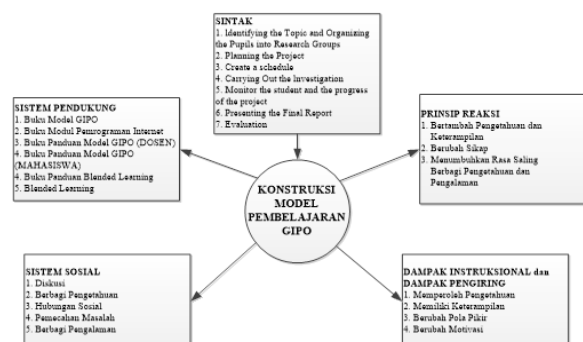 SINTAK
1. Identifying the Topic and Organizing
the Pupils into Research Groups
2. Planning the Project
3. Create a schedule
4. Carrying Out the Investigation
5. Monitor the student and the progress
of the project
6. Presenting the Final Report
7. Evaluation
SISTEM PENDUKUNG
1. Buku Model GIPO
2. Buku Modul Pemrograman Internet
3. Buku Panduan Model GIPO (DOSEN)
4. Buku Panduan Model GIPO
(MAHASISWA)
4. Buku Panduan Blended Learning
5. Blended Learning
PRINSIP REAKSI
1. Bertambah Pengetahuan dan
Keterampilan
2. Berubah Sikap
3. Menumbuhkan Rasa Saling
Berbagi Pengetahuan dan
Pengalaman
KONSTRUKSI
MODEL
PEMBELAJARAN
GIPO
SISTEM SOSIAL
1. Diskusi
2. Berbagi Pengetahuan
3. Hubungan Sosial
4. Pemecahan Masalah
5. Berbagi Pengalaman
DAMPAK INSTRUKSIONAL dan
DAMPAK PENGIRING
1. Memperoleh Pengetahuan
2. Memiliki Keterampilan
3. Berubah Pola Pikir
4. Berubah Motivasi